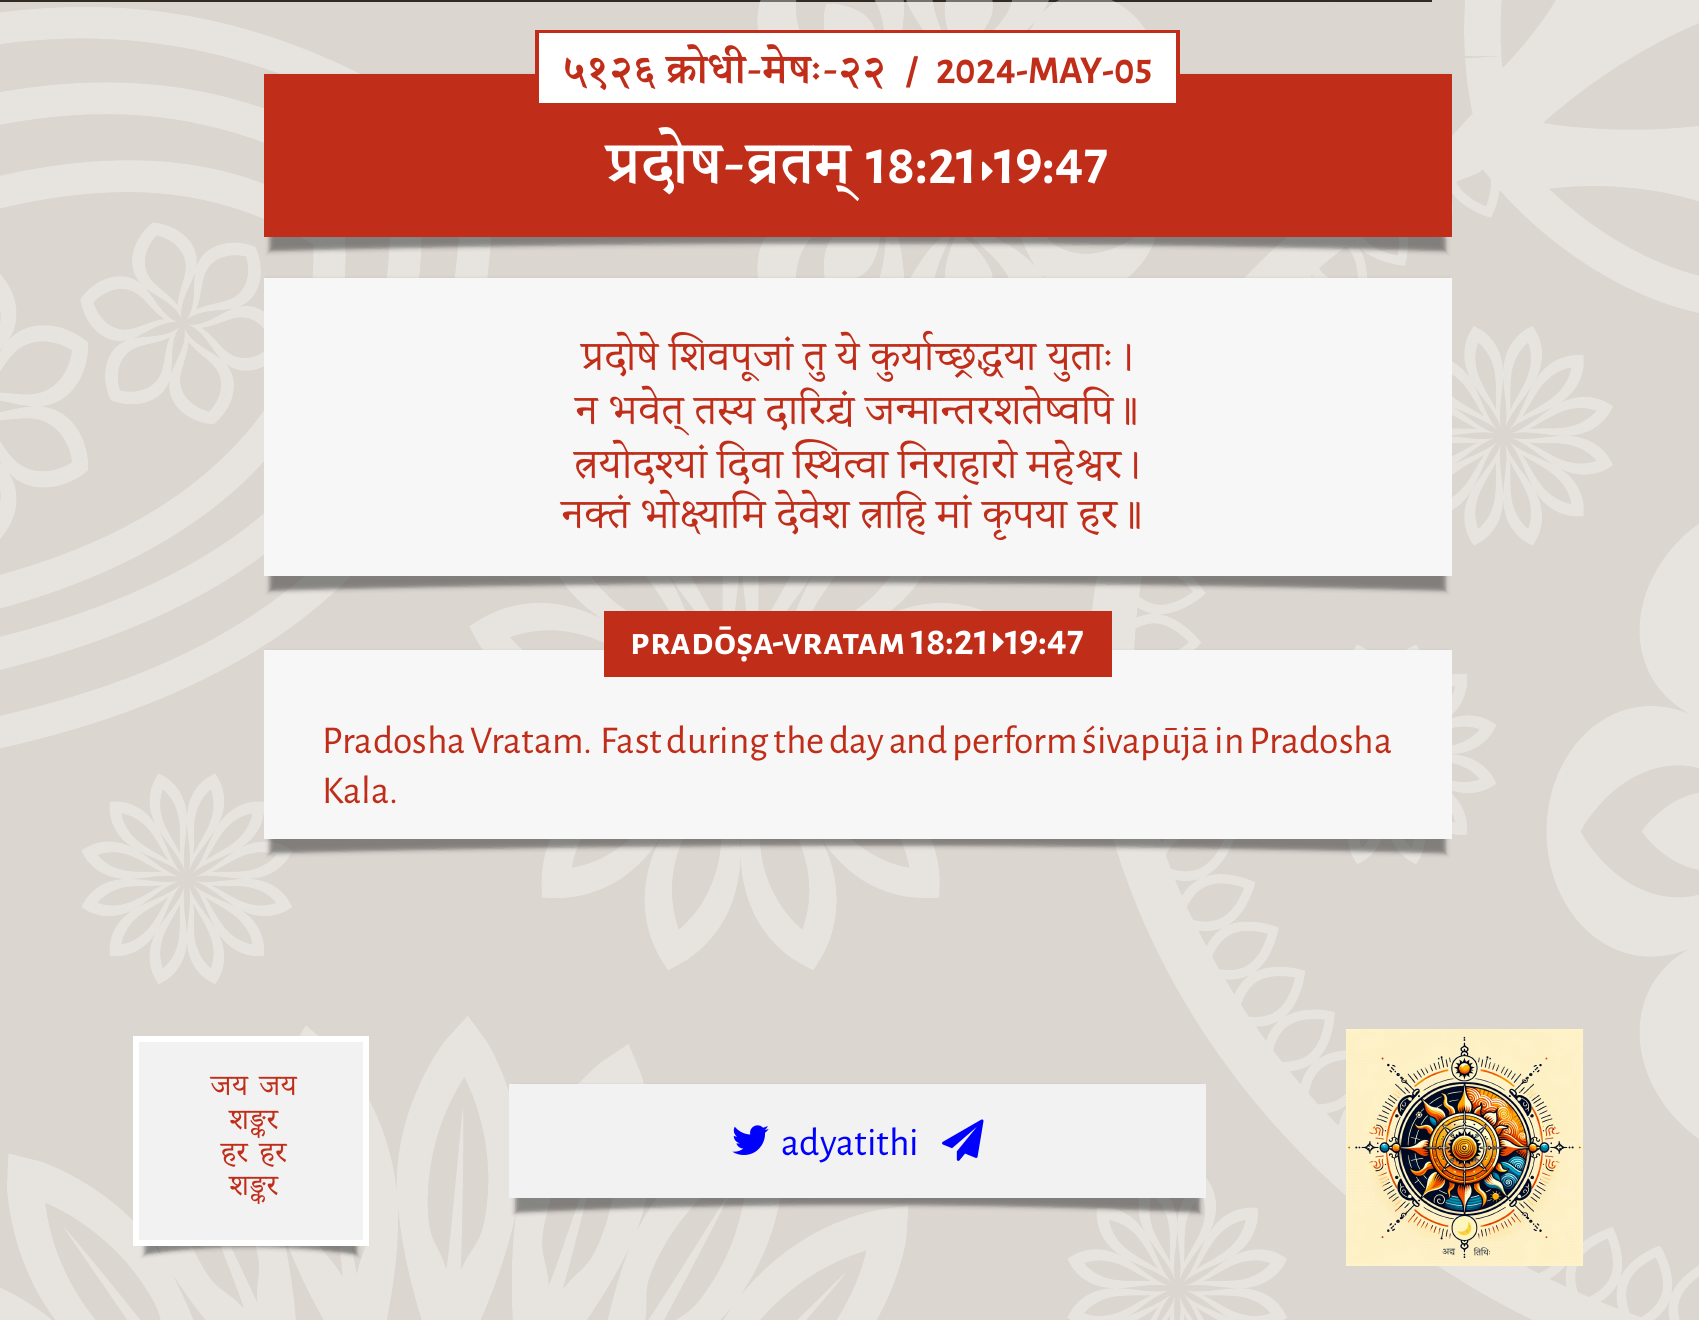 ५१२६ क्रोधी-मेषः-२२ / 2024-MAY-05
प्रदोष-व्रतम् 18:21▸19:47
प्रदोषे शिवपूजां तु ये कुर्याच्छ्रद्धया युताः।
न भवेत् तस्य दारिद्र्यं जन्मान्तरशतेष्वपि॥
त्रयोदश्यां दिवा स्थित्वा निराहारो महेश्वर।
नक्तं भोक्ष्यामि देवेश त्राहि मां कृपया हर॥
PRADŌṢA-VRATAM 18:21▸19:47
Pradosha Vratam. Fast during the day and perform śivapūjā in Pradosha
Kala.
जय जय
शङ्कर
हर हर
शङ्कर
adyatithi
अद्य तिथिः